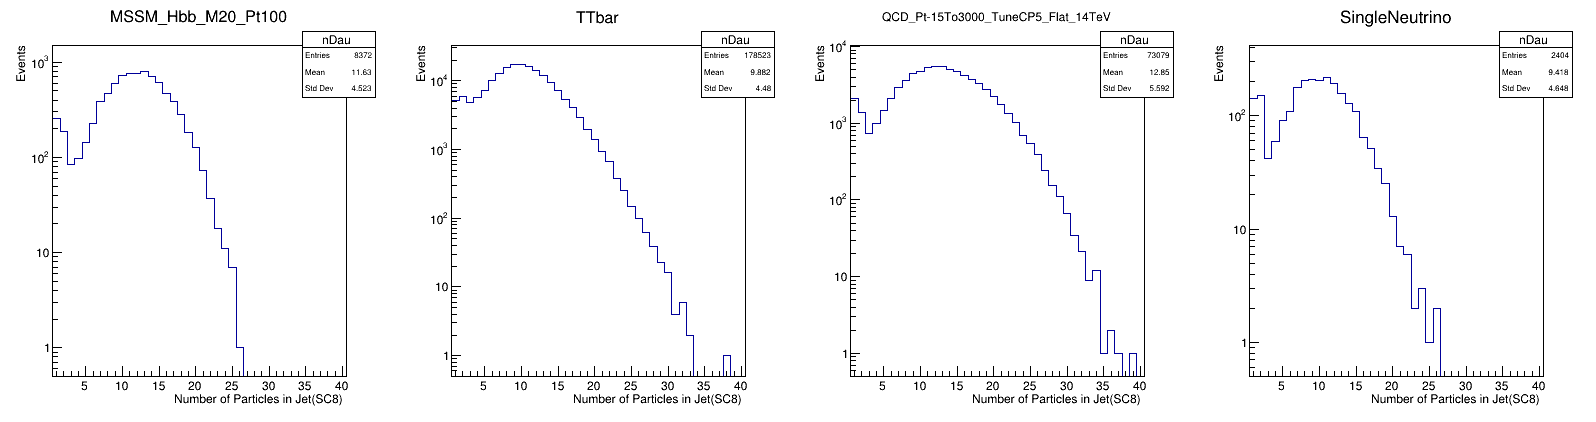 MSSM_Hbb_M20_Pt100
Events
nDau
Entries 8372
Mean 11.63
Std Dev 4.523
10³
10²
10
1
5 10 15 20 25 30 35 40
Number of Particles in Jet(SC8)
TTbar
Events
nDau
Entries 178523
Mean 9.882
Std Dev 4.48
10⁴
10³
10²
10
1
5 10 15 20 25 30 35 40
Number of Particles in Jet(SC8)
QCD_Pt-15To3000_TuneCP5_Flat_14TeV
Events
nDau
Entries 73079
Mean 12.85
Std Dev 5.592
10⁴
10³
10²
10
1
5 10 15 20 25 30 35 40
Number of Particles in Jet(SC8)
SingleNeutrino
Events
nDau
Entries 2404
Mean 9.418
Std Dev 4.648
10²
10
1
5 10 15 20 25 30 35 40
Number of Particles in Jet(SC8)